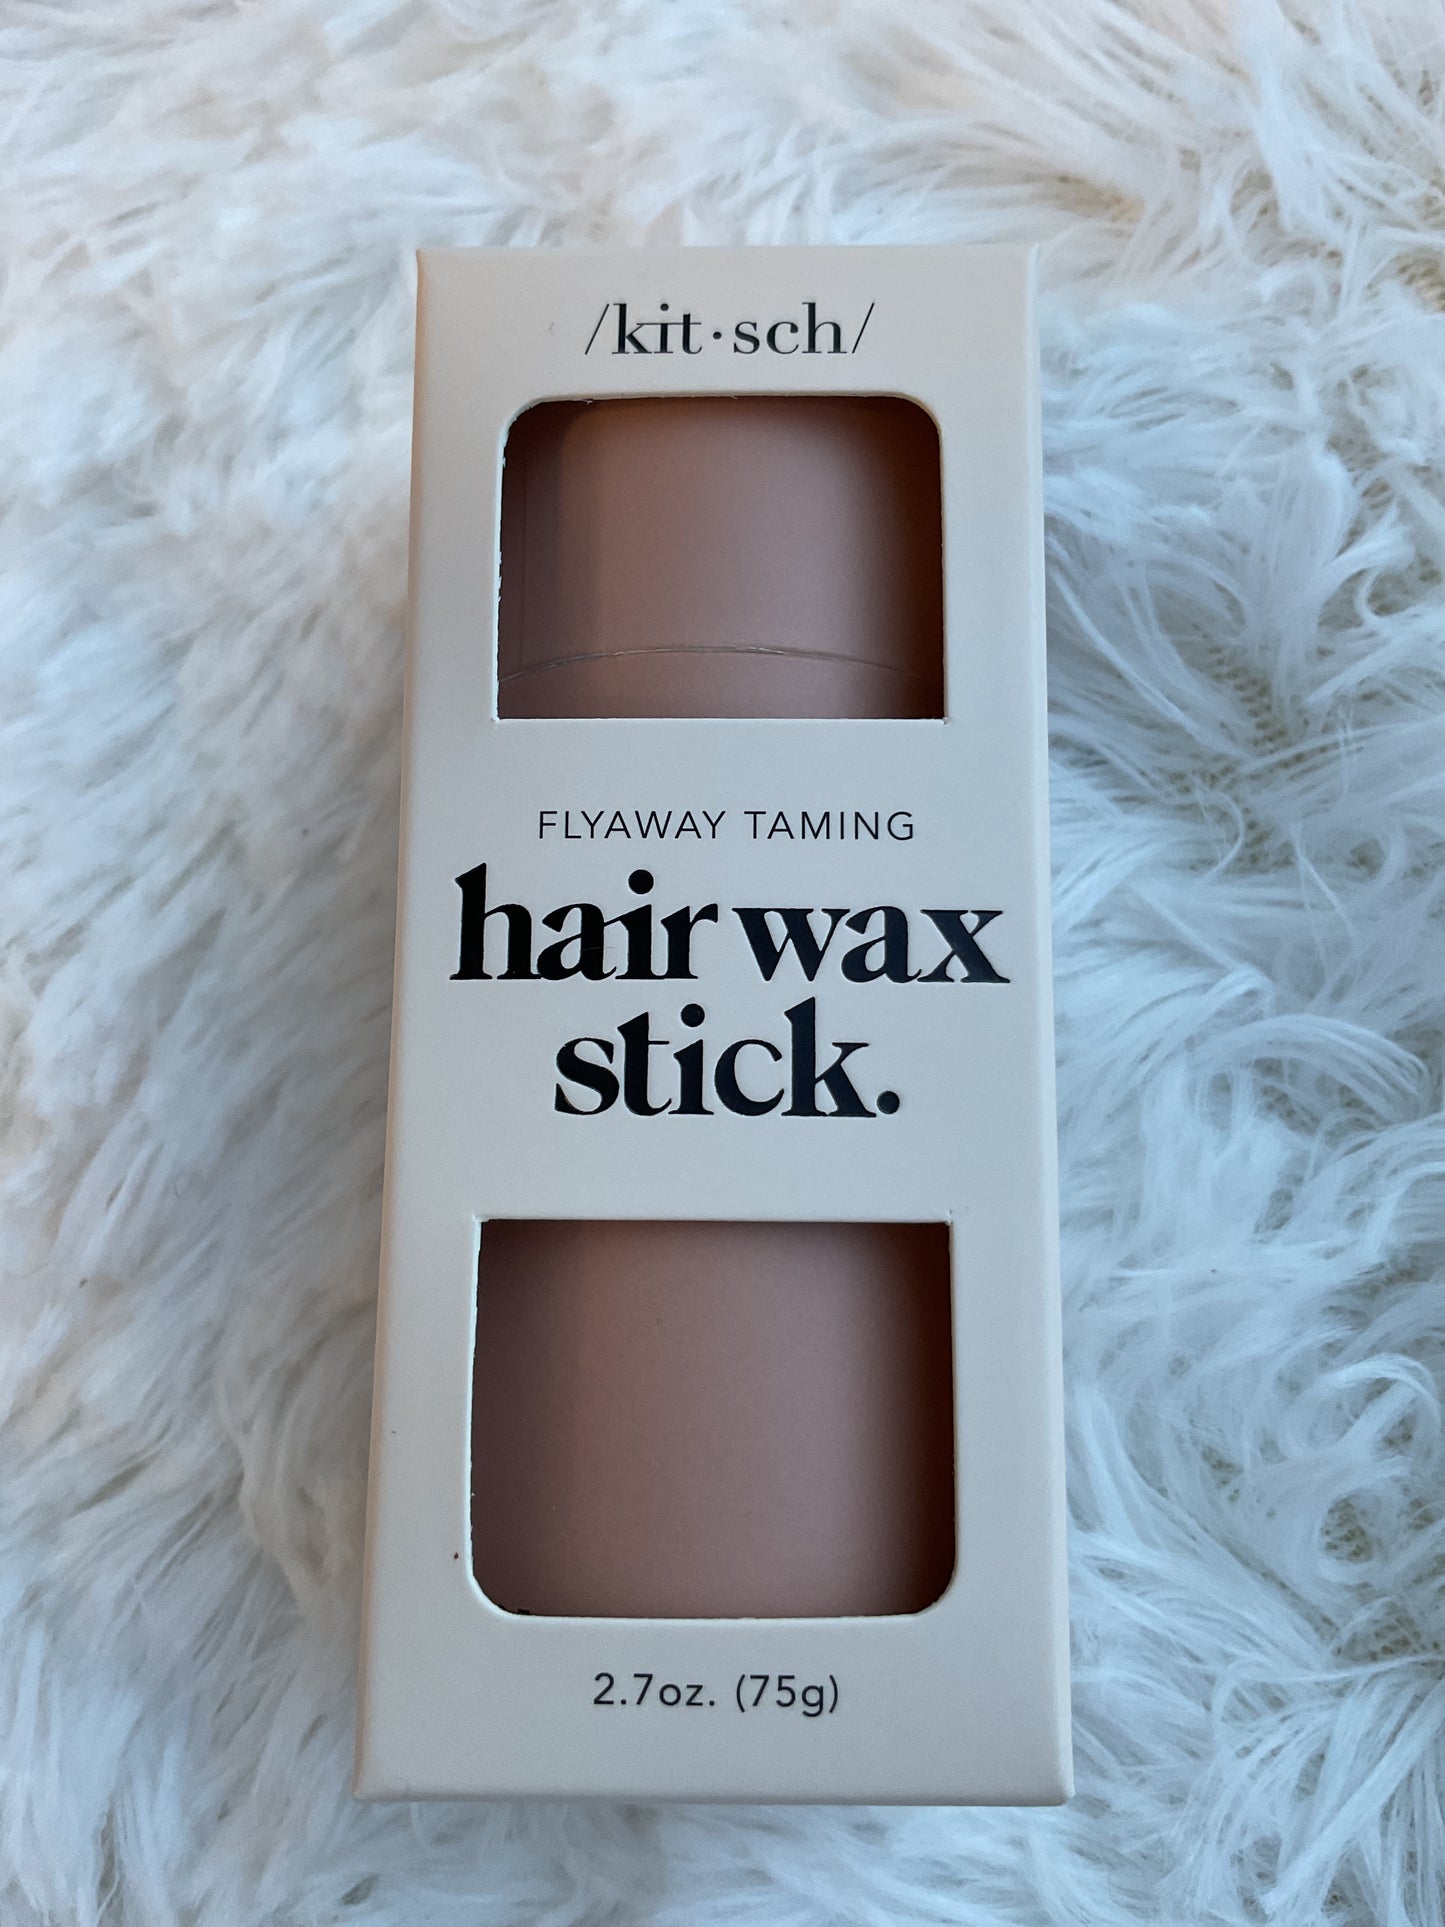 /kit·sch/
FLYAWAY TAMING
hair wax
stick.
2.7oz. (75g)